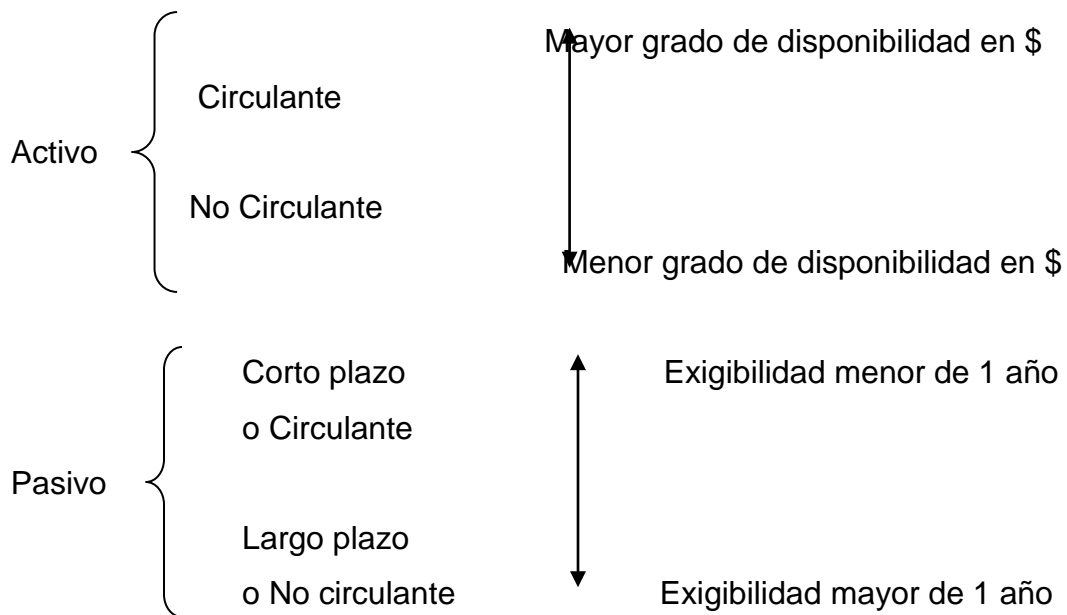 Mayor grado de disponibilidad en $
Circulante
Activo
No Circulante
Menor grado de disponibilidad en $
Corto plazo Exigibilidad menor de 1 año
o Circulante
Pasivo
Largo plazo
o No circulante Exigibilidad mayor de 1 año